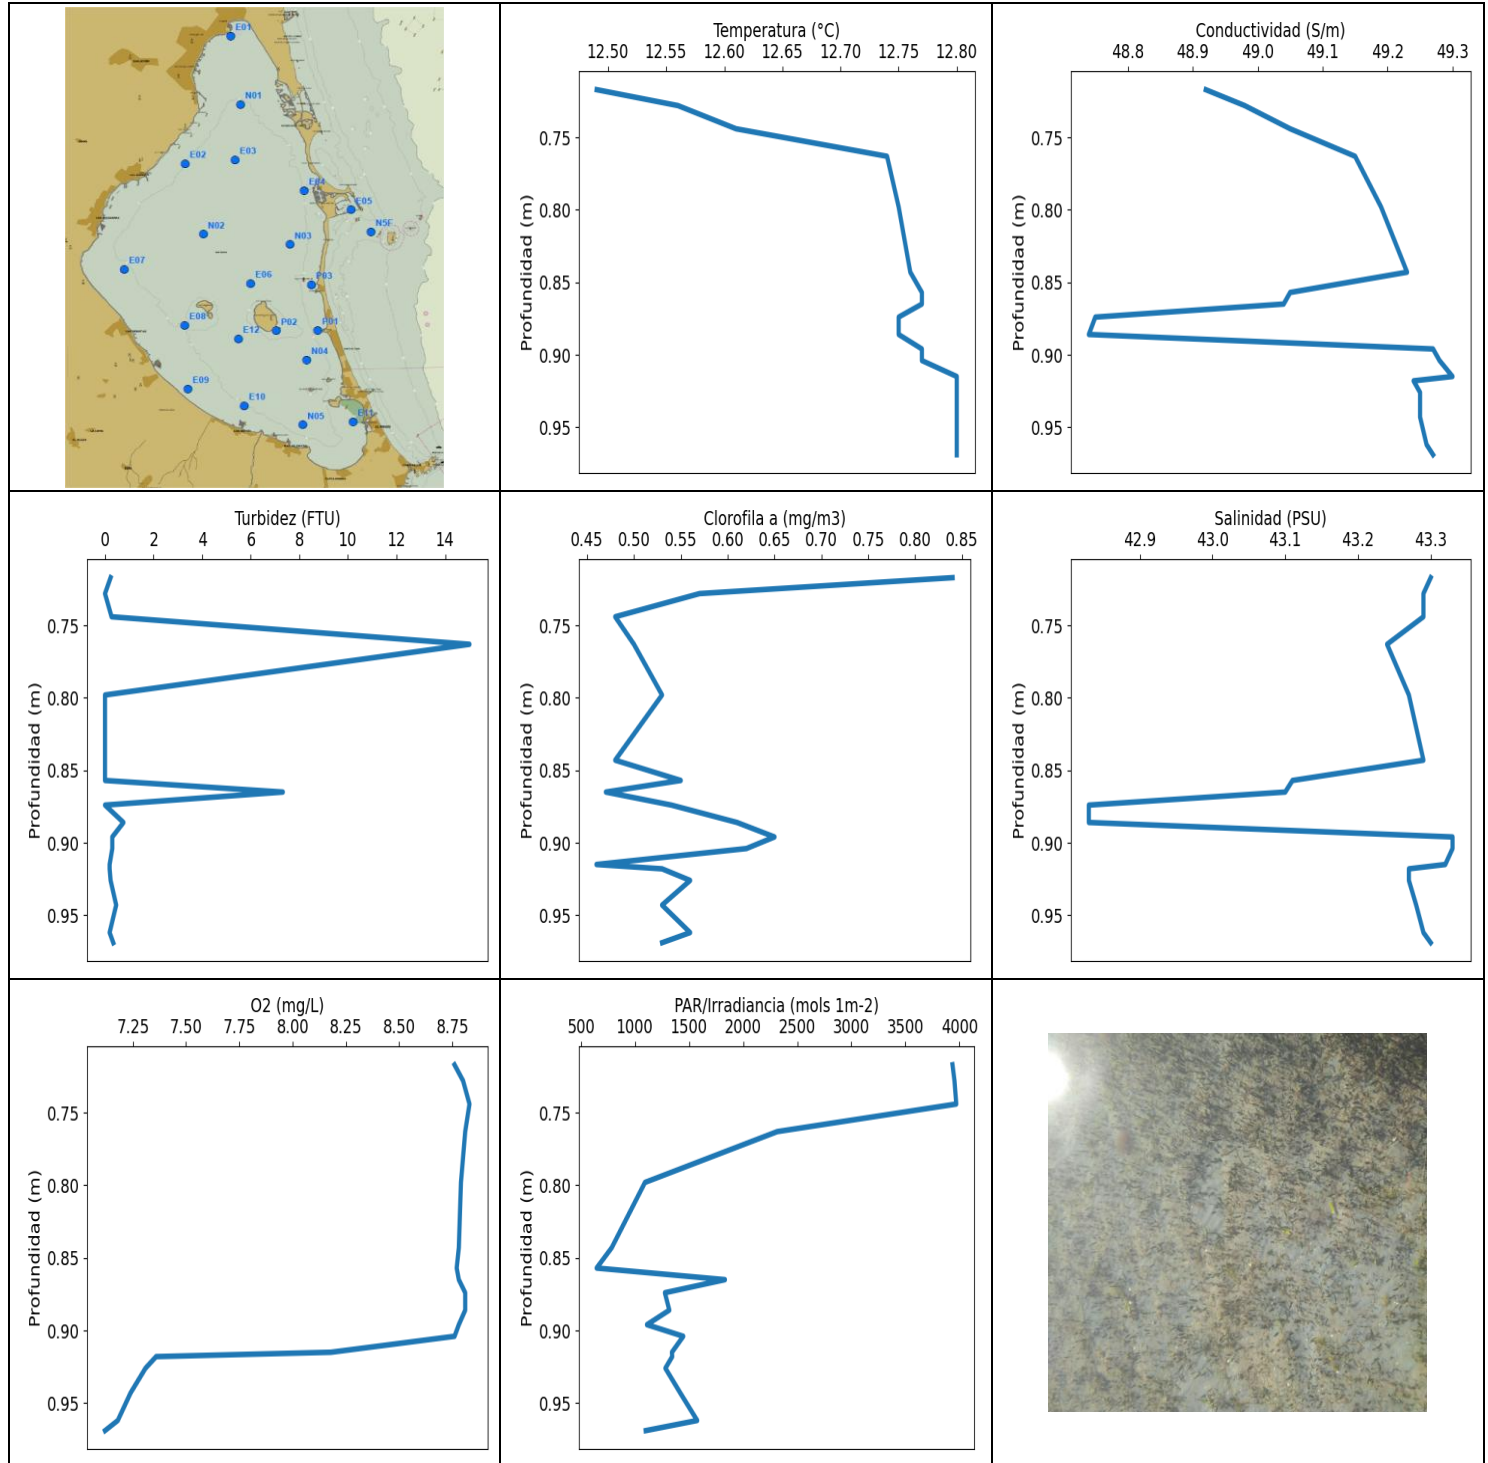 E01
N01
E02
E03
E04
E05
N5F
N02
N03
E07
E06
P03
E08
E12
P02
P01
N04
E09
E10
N05
E11
Temperatura (°C)
12.50 12.55 12.60 12.65 12.70 12.75 12.80
Profundidad (m)
0.75
0.80
0.85
0.90
0.95
Conductividad (S/m)
48.8 48.9 49.0 49.1 49.2 49.3
Profundidad (m)
0.75
0.80
0.85
0.90
0.95
Turbidez (FTU)
0 2 4 6 8 10 12 14
Profundidad (m)
0.75
0.80
0.85
0.90
0.95
Clorofila a (mg/m3)
0.45 0.50 0.55 0.60 0.65 0.70 0.75 0.80 0.85
Profundidad (m)
0.75
0.80
0.85
0.90
0.95
Salinidad (PSU)
42.9 43.0 43.1 43.2 43.3
Profundidad (m)
0.75
0.80
0.85
0.90
0.95
O2 (mg/L)
7.25 7.50 7.75 8.00 8.25 8.50 8.75
Profundidad (m)
0.75
0.80
0.85
0.90
0.95
PAR/Irradiancia (mols 1m-2)
500 1000 1500 2000 2500 3000 3500 4000
Profundidad (m)
0.75
0.80
0.85
0.90
0.95